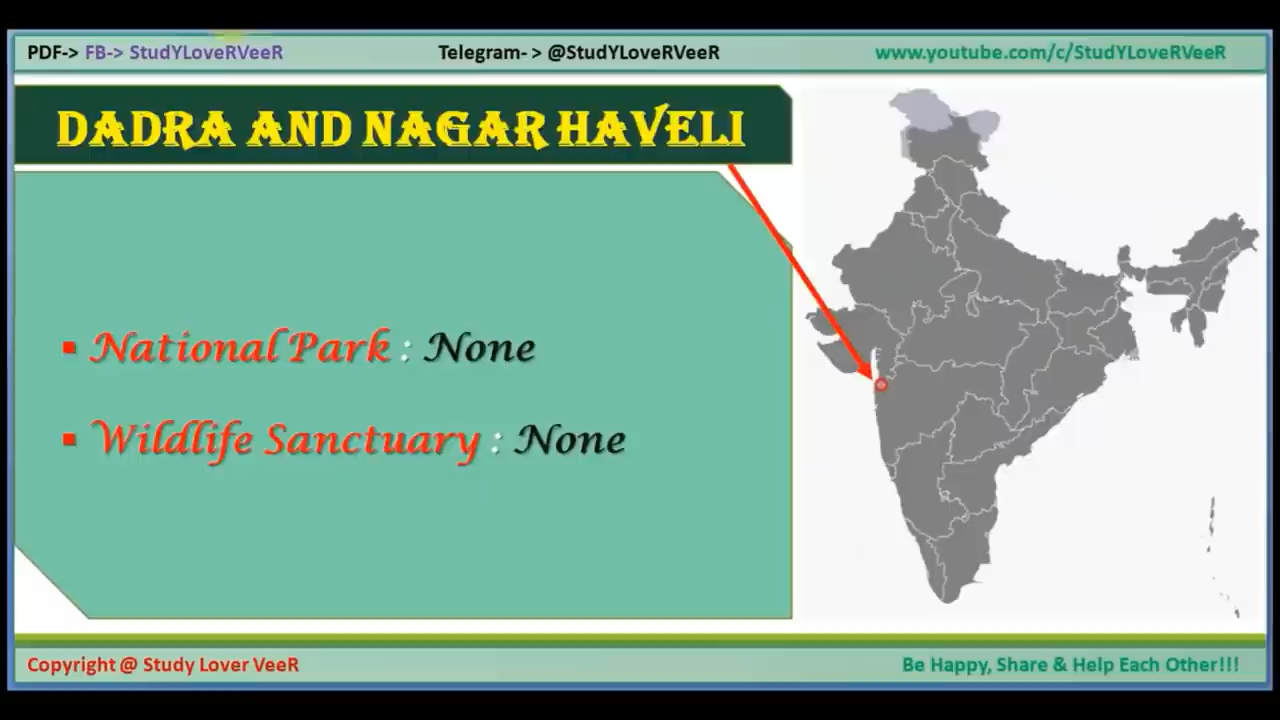 PDF-> FB-> StudYLoveRVeeR Telegram- > @StudYLoveRVeeR www.youtube.com/c/StudYLoveRVeeR
DADRA AND NAGAR HAVELI
▪ National Park : None
▪ Wildlife Sanctuary : None
Copyright @ Study Lover VeeR Be Happy, Share & Help Each Other!!!